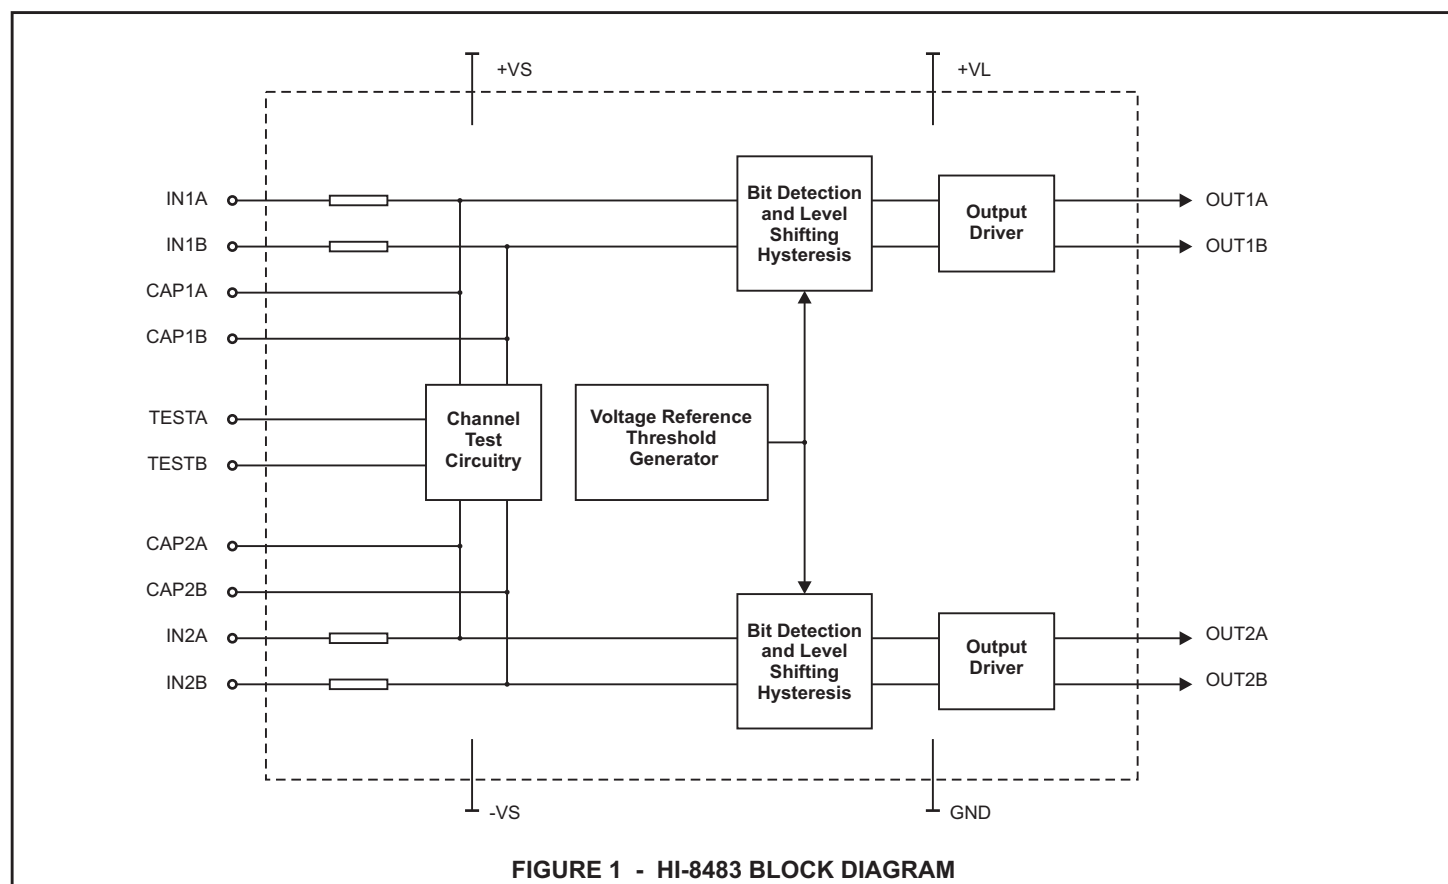 +VS
+VL
IN1A
IN1B
CAP1A
CAP1B
TESTA
TESTB
CAP2A
CAP2B
IN2A
IN2B
Bit Detection
and Level
Shifting
Hysteresis
Output
Driver
OUT1A
OUT1B
Channel
Test
Circuitry
Voltage Reference
Threshold
Generator
Bit Detection
and Level
Shifting
Hysteresis
Output
Driver
OUT2A
OUT2B
-VS
GND
FIGURE 1 - HI-8483 BLOCK DIAGRAM